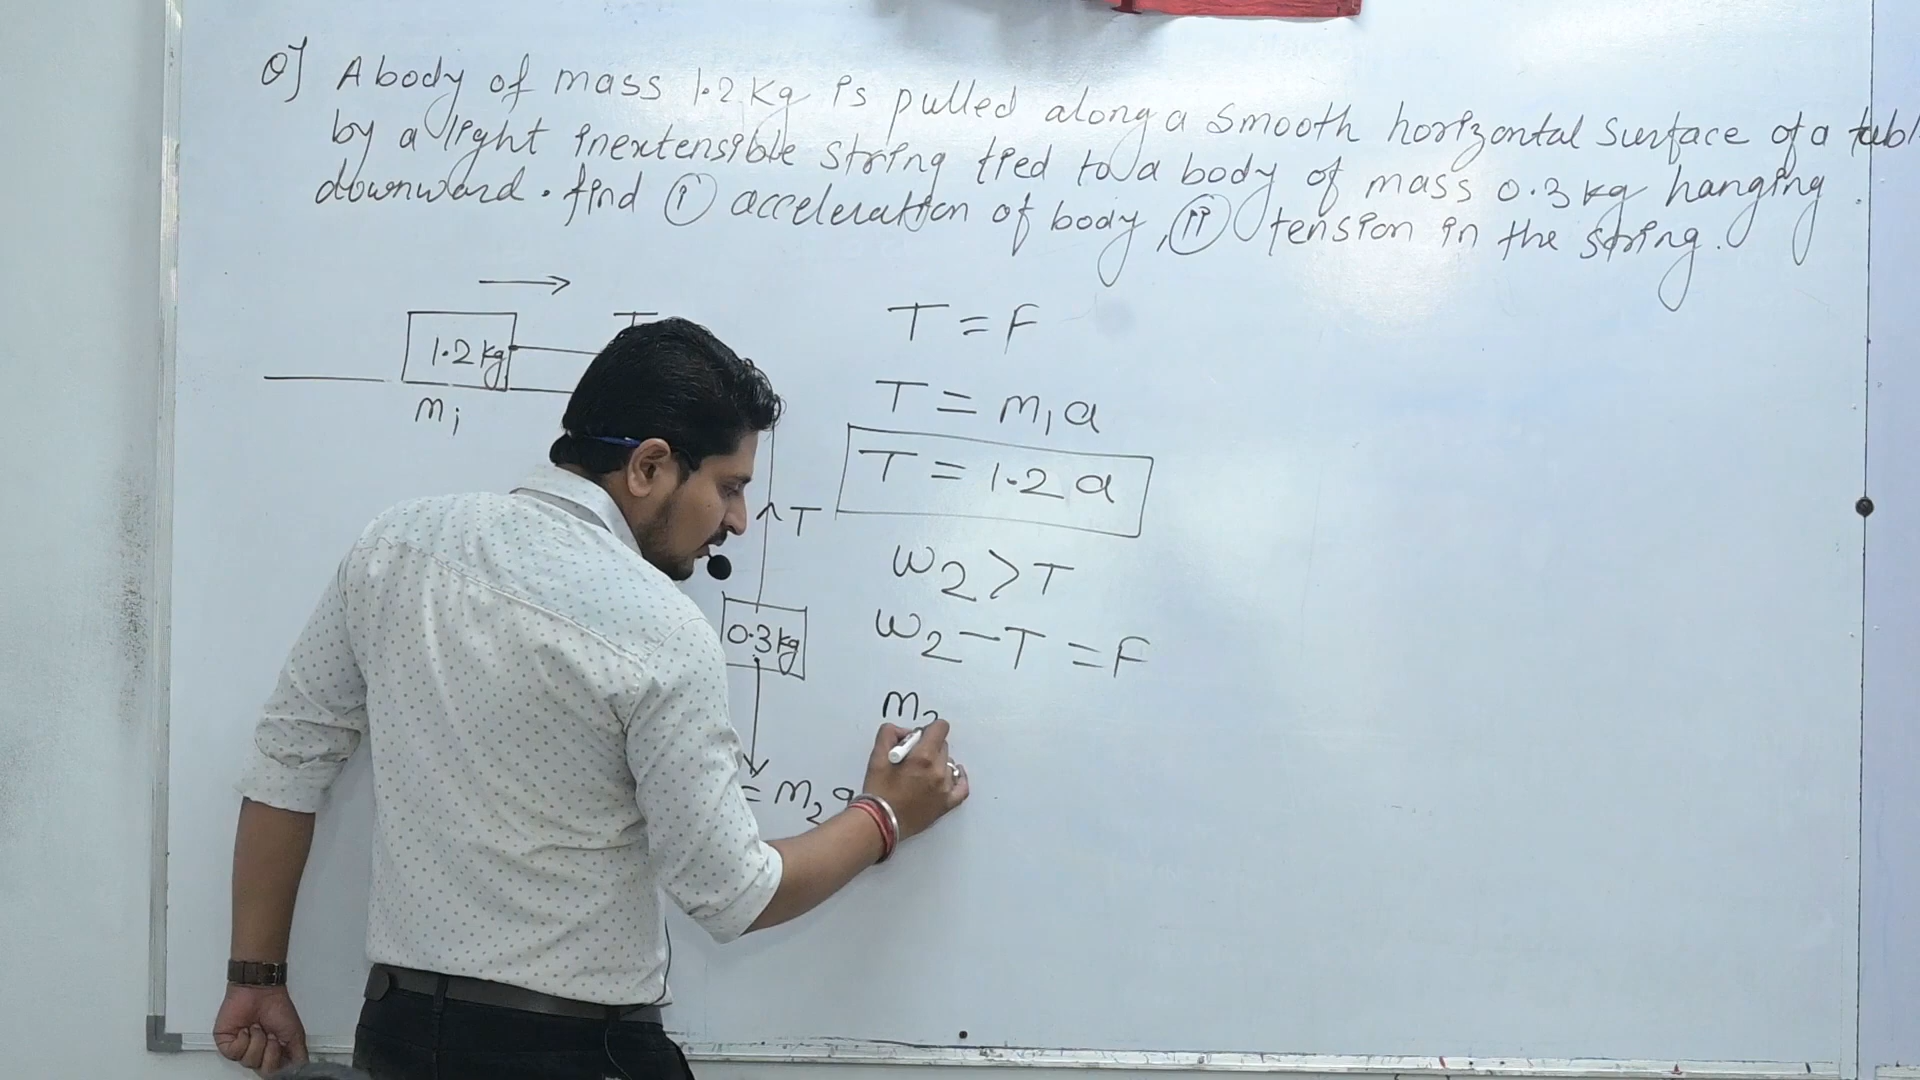 Q] A body of mass 1.2 kg is pulled along a smooth horizontal surface of a tabl
by a light inextensible string tied to a body of mass 0.3 kg hanging
downward. find (i) acceleration of body, (ii) tension in the string.
T
1.2 kg
m₁
T
0.3 kg
= m₂g
T = F
T = m₁a
T = 1.2 a
w₂ > T
w₂ - T = F
m₂